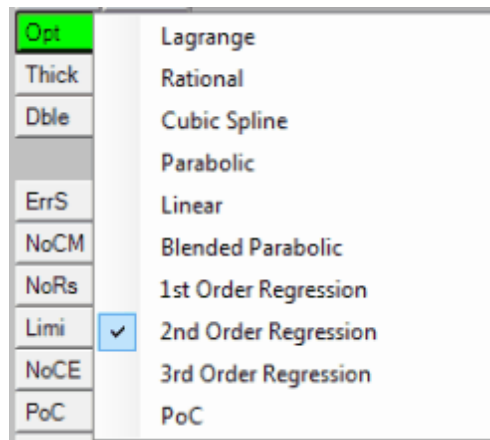 Opt
Thick
Dble
ErrS
NoCM
NoRs
Limi
NoCE
PoC
Lagrange
Rational
Cubic Spline
Parabolic
Linear
Blended Parabolic
1st Order Regression
2nd Order Regression
3rd Order Regression
PoC